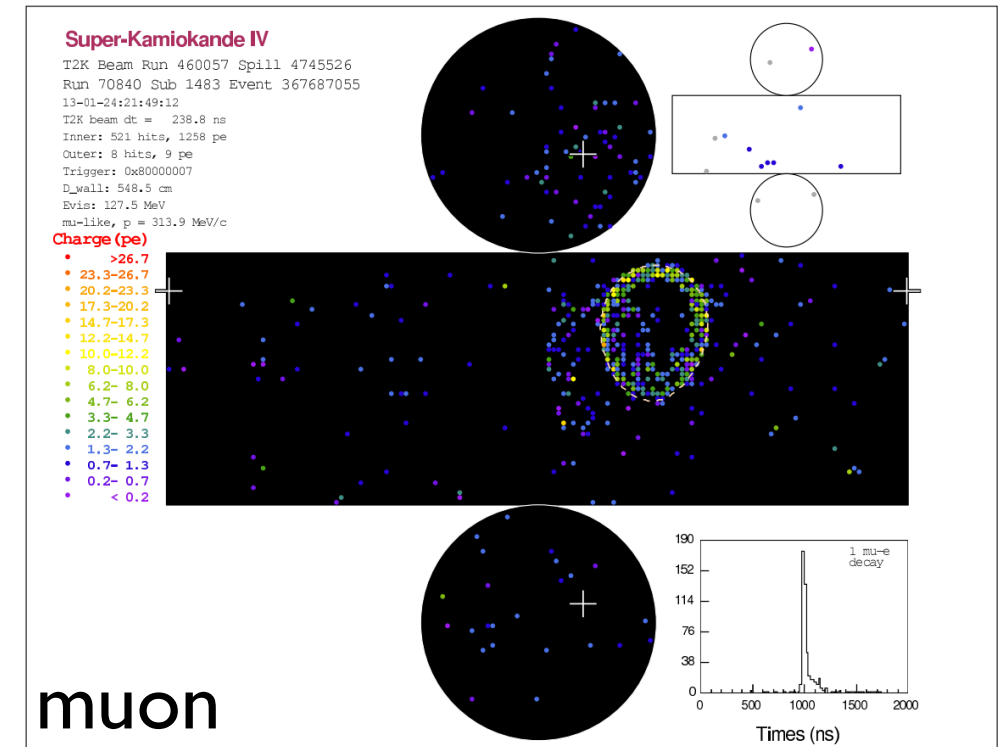 Super-Kamiokande IV
T2K Beam Run 460057 Spill 4745526
Run 70840 Sub 1483 Event 367687055
13-01-24:21:49:12
T2K beam dt = 238.8 ns
Inner: 521 hits, 1258 pe
Outer: 8 hits, 9 pe
Trigger: 0x80000007
D_wall: 548.5 cm
Evis: 127.5 MeV
mu-like, p = 313.9 MeV/c
Charge(pe)
>26.7
23.3-26.7
20.2-23.3
17.3-20.2
14.7-17.3
12.2-14.7
10.0-12.2
8.0-10.0
6.2- 8.0
4.7- 6.2
3.3- 4.7
2.2- 3.3
1.3- 2.2
0.7- 1.3
0.2- 0.7
< 0.2
190
152
114
76
38
0
1 mu-e
decay
0 500 1000 1500 2000
Times (ns)
muon